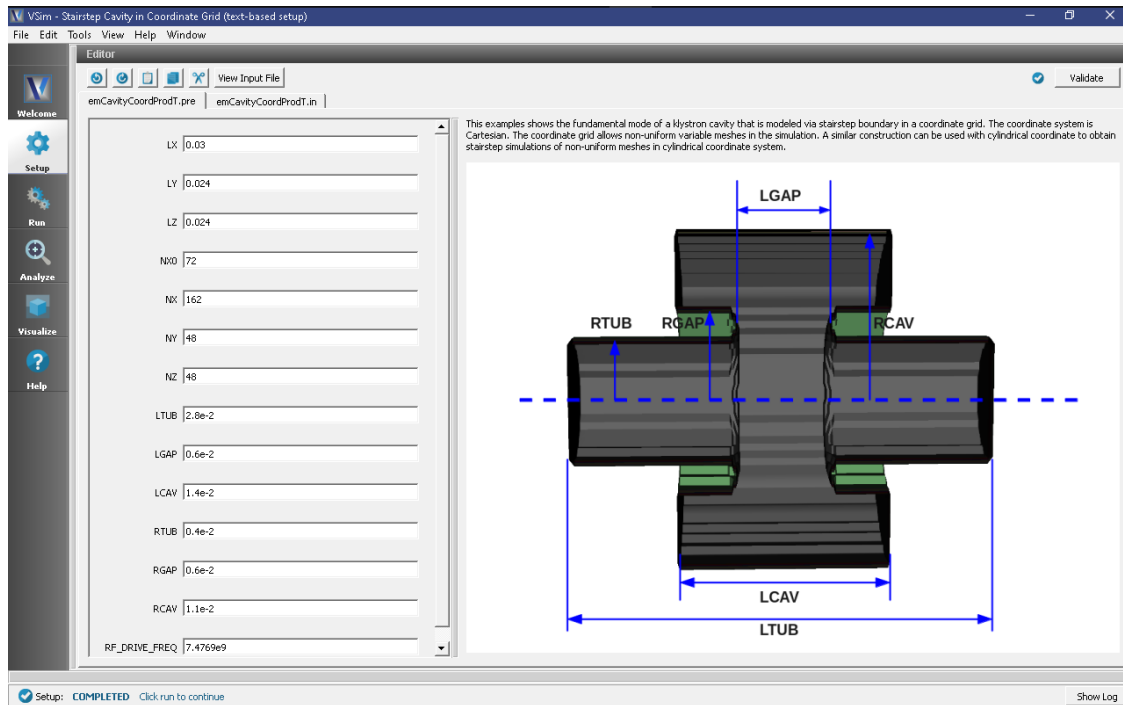 VSim - Stairstep Cavity in Coordinate Grid (text-based setup)
File Edit Tools View Help Window
Editor
View Input File
Validate
emCavityCoordProdT.pre
emCavityCoordProdT.in
Welcome
Setup
Run
Analyze
Visualize
Help
LX 0.03
LY 0.024
LZ 0.024
NX0 72
NX 162
NY 48
NZ 48
LTUB 2.8e-2
LGAP 0.6e-2
LCAV 1.4e-2
RTUB 0.4e-2
RGAP 0.6e-2
RCAV 1.1e-2
RF_DRIVE_FREQ 7.4769e9
This examples shows the fundamental mode of a klystron cavity that is modeled via stairstep boundary in a coordinate grid. The coordinate system is
Cartesian. The coordinate grid allows non-uniform variable meshes in the simulation. A similar construction can be used with cylindrical coordinate to obtain
stairstep simulations of non-uniform meshes in cylindrical coordinate system.
LGAP
RTUB
RGAP
RCAV
LCAV
LTUB
Setup: COMPLETED Click run to continue
Show Log